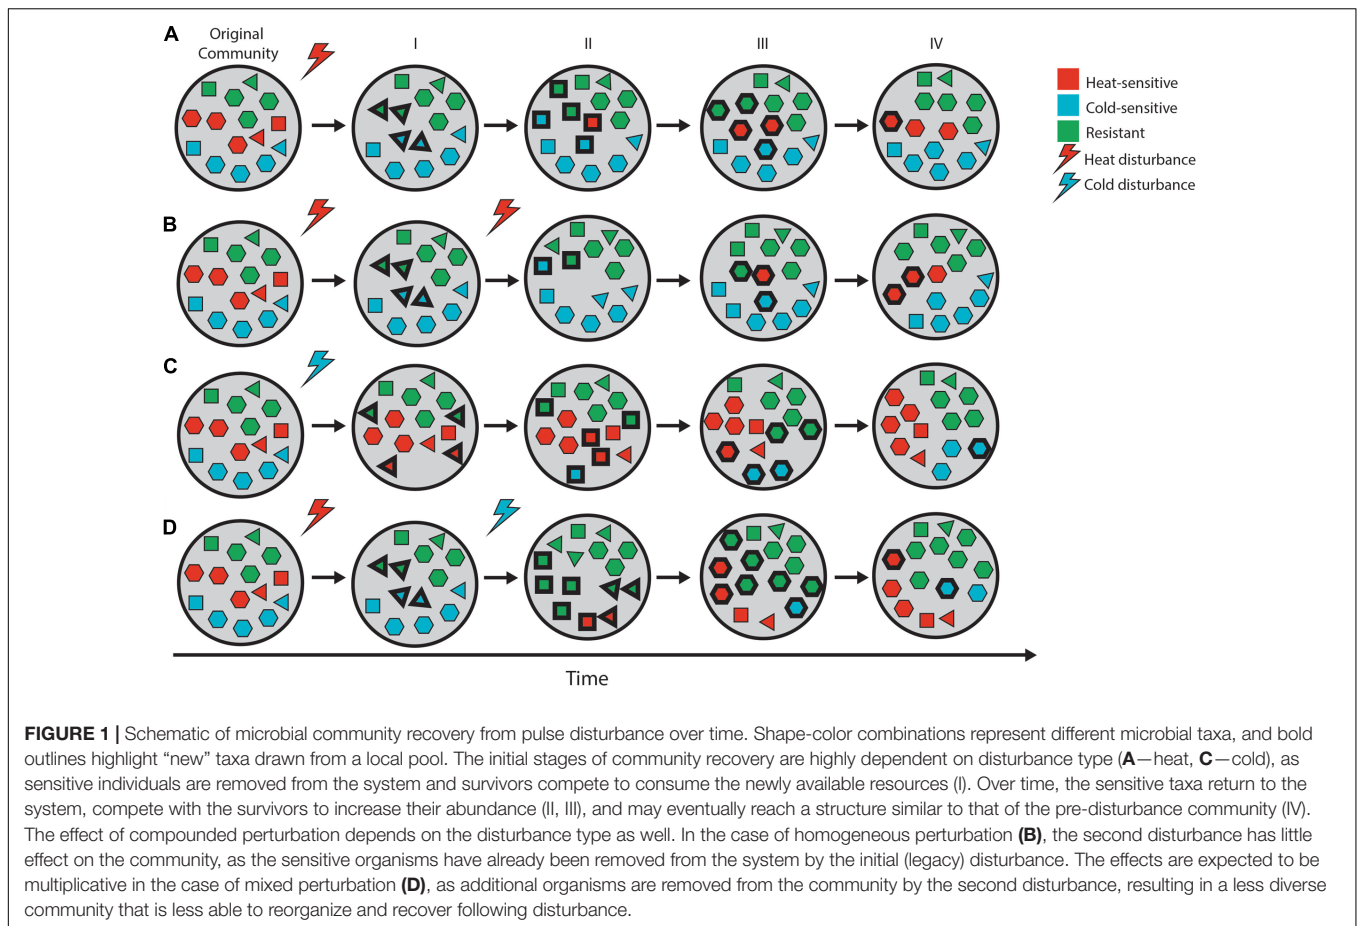 A
Original
Community
I
II
III
IV
Heat-sensitive
Cold-sensitive
Resistant
Heat disturbance
Cold disturbance
B
C
D
Time
FIGURE 1 | Schematic of microbial community recovery from pulse disturbance over time. Shape-color combinations represent different microbial taxa, and bold
outlines highlight “new” taxa drawn from a local pool. The initial stages of community recovery are highly dependent on disturbance type (A—heat, C—cold), as
sensitive individuals are removed from the system and survivors compete to consume the newly available resources (I). Over time, the sensitive taxa return to the
system, compete with the survivors to increase their abundance (II, III), and may eventually reach a structure similar to that of the pre-disturbance community (IV).
The effect of compounded perturbation depends on the disturbance type as well. In the case of homogeneous perturbation (B), the second disturbance has little
effect on the community, as the sensitive organisms have already been removed from the system by the initial (legacy) disturbance. The effects are expected to be
multiplicative in the case of mixed perturbation (D), as additional organisms are removed from the community by the second disturbance, resulting in a less diverse
community that is less able to reorganize and recover following disturbance.